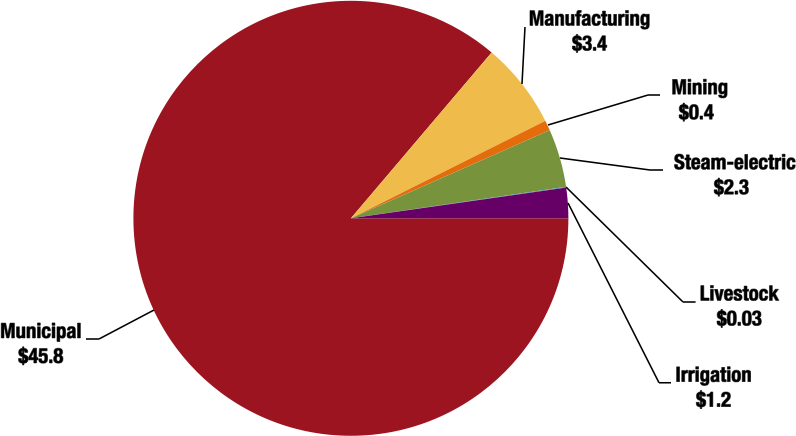 Manufacturing
$3.4
Mining
$0.4
Steam-electric
$2.3
Livestock
$0.03
Irrigation
$1.2
Municipal
$45.8